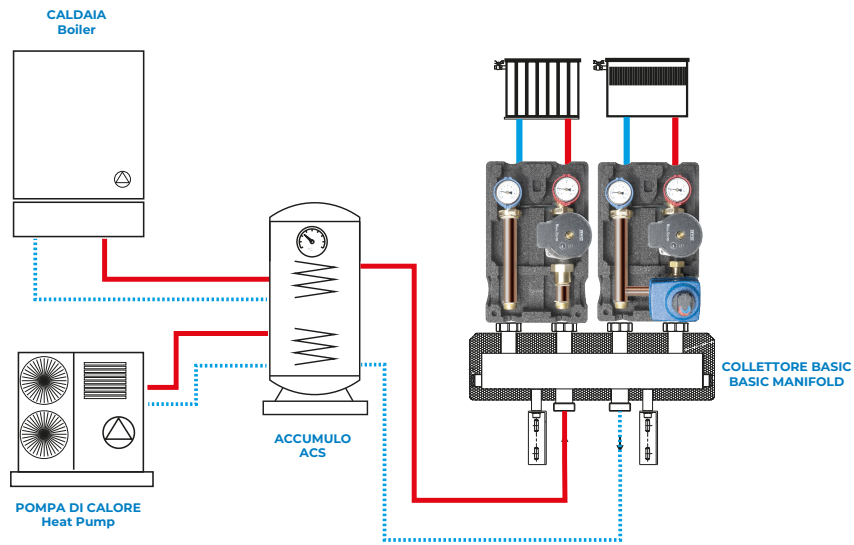 CALDAIA
Boiler
COLLETTORE BASIC
BASIC MANIFOLD
ACCUMULO
ACS
POMPA DI CALORE
Heat Pump